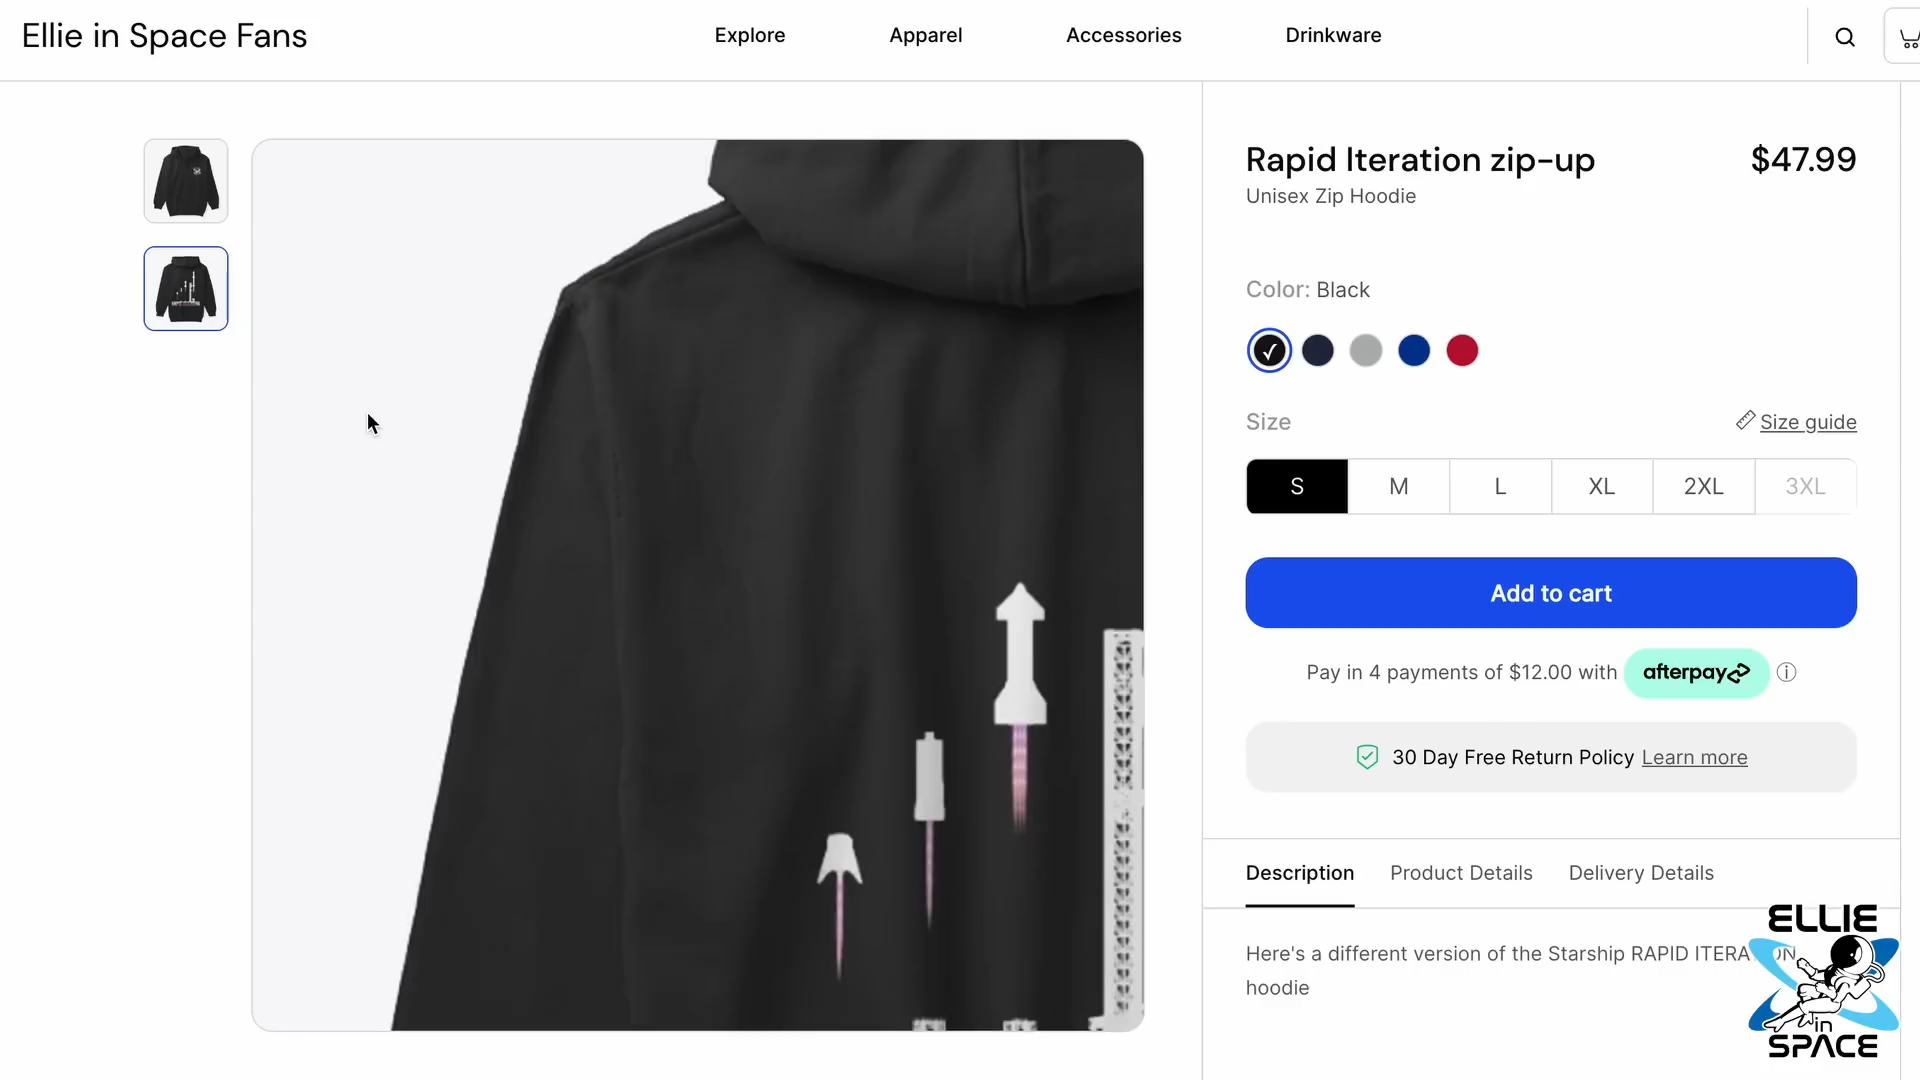 Ellie in Space Fans
Explore
Apparel
Accessories
Drinkware
Rapid Iteration zip-up
$47.99
Unisex Zip Hoodie
Color: Black
Size
Size guide
S
M
L
XL
2XL
3XL
Add to cart
Pay in 4 payments of $12.00 with afterpay
30 Day Free Return Policy Learn more
Description
Product Details
Delivery Details
Here's a different version of the Starship RAPID ITERATION
hoodie
ELLIE
in
SPACE